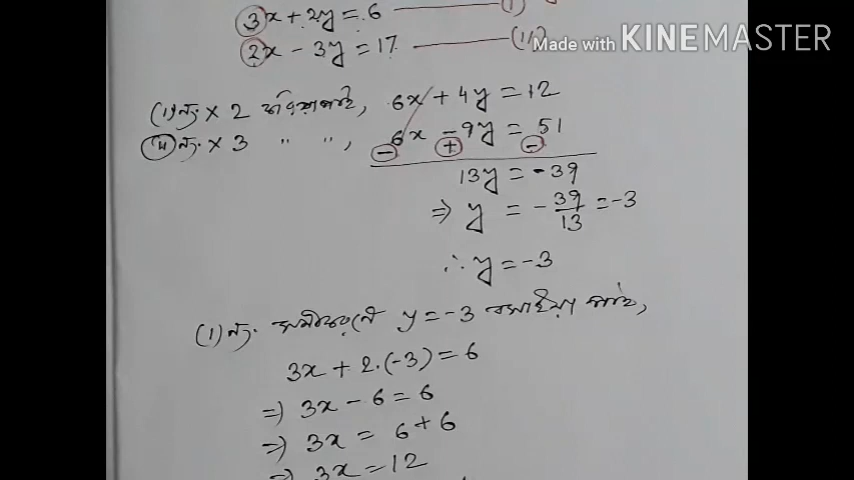 3x + 2y = 6 ——— (i)
2x - 3y = 17 ——— (ii)
Made with KINEMASTER
(i) নং × 2 করিয়া পাই, 6x + 4y = 12
(ii) নং × 3 " ", 6x - 9y = 51
- + -
13y = -39
⇒ y = - 39/13 = -3
∴ y = -3
(1) নং সমীকরণে y = -3 বসাইয়া পাই,
3x + 2.(-3) = 6
⇒ 3x - 6 = 6
⇒ 3x = 6 + 6
⇒ 3x = 12